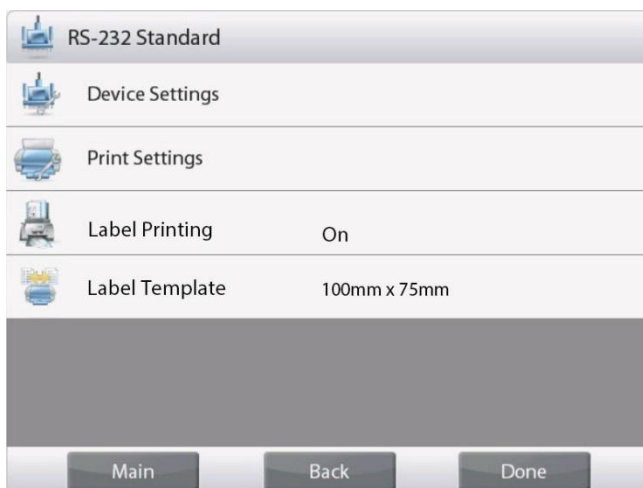 RS-232 Standard
Device Settings
Print Settings
Label Printing On
Label Template 100mm x 75mm
Main Back Done